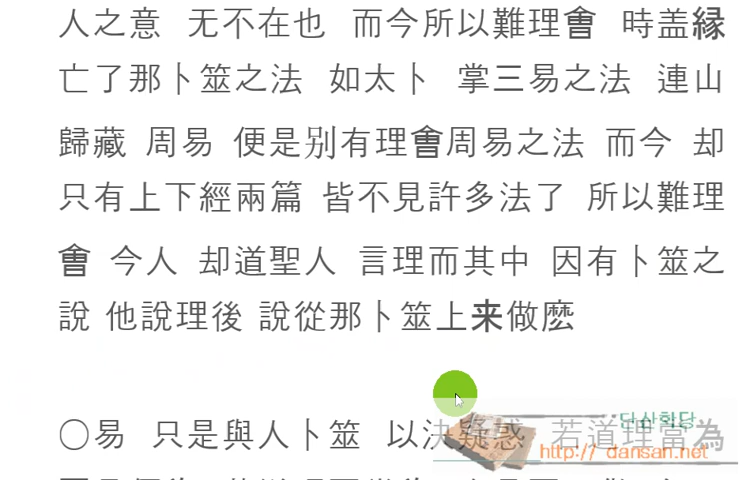 人之意 无不在也 而今所以難理會 時盖縁
亡了那卜筮之法 如太卜 掌三易之法 連山
歸藏 周易 便是别有理會周易之法 而今 却
只有上下經兩篇 皆不見許多法了 所以難理
會 今人 却道聖人 言理而其中 因有卜筮之
說 他說理後 說從那卜筮上来做麽
〇易 只是與人卜筮 以決疑惑 若道理當為
단산학당
http://dansan.net